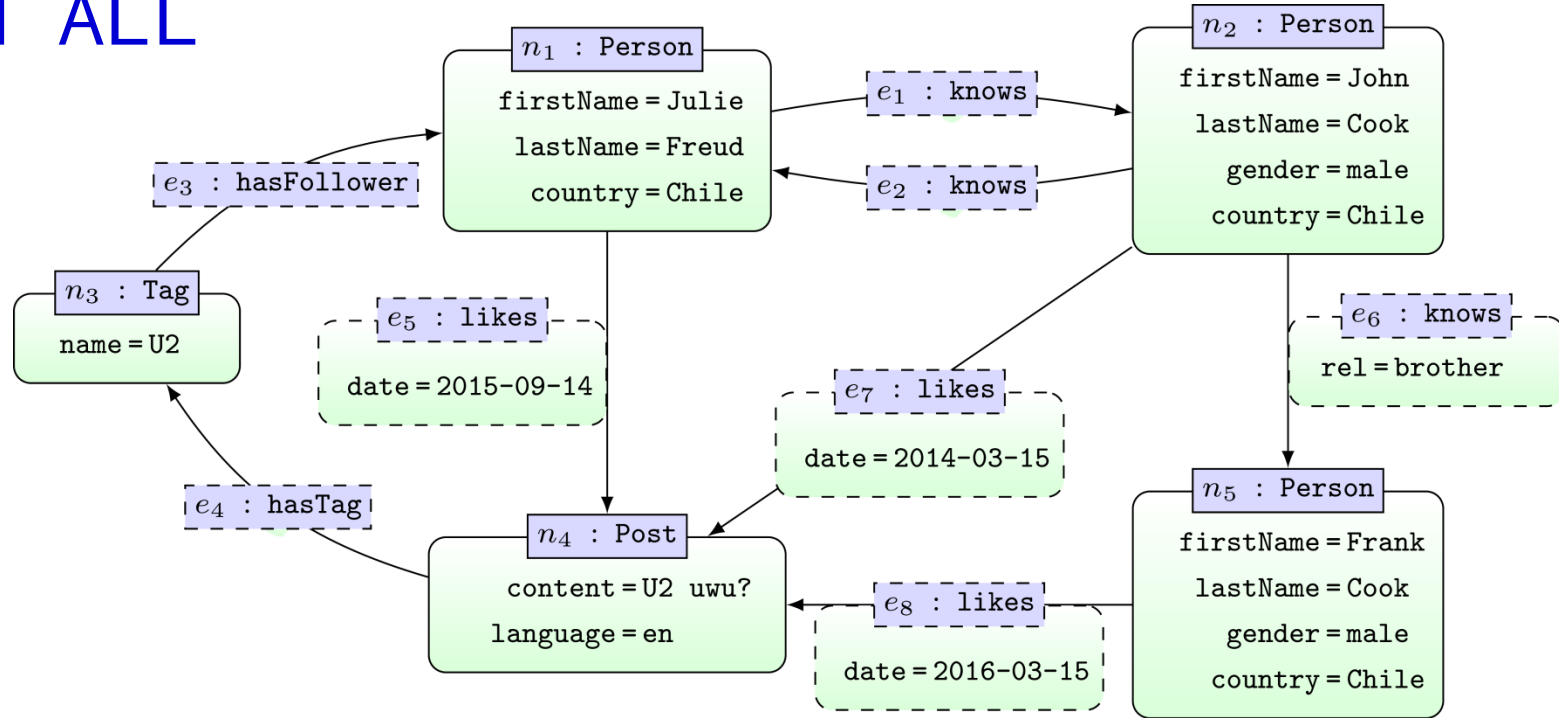 ALL
n₁ : Person
firstName = Julie
lastName = Freud
country = Chile
e₁ : knows
e₂ : knows
n₂ : Person
firstName = John
lastName = Cook
gender = male
country = Chile
e₃ : hasFollower
n₃ : Tag
name = U2
e₅ : likes
date = 2015-09-14
e₇ : likes
date = 2014-03-15
e₆ : knows
rel = brother
e₄ : hasTag
n₄ : Post
content = U2 uwu?
language = en
e₈ : likes
date = 2016-03-15
n₅ : Person
firstName = Frank
lastName = Cook
gender = male
country = Chile